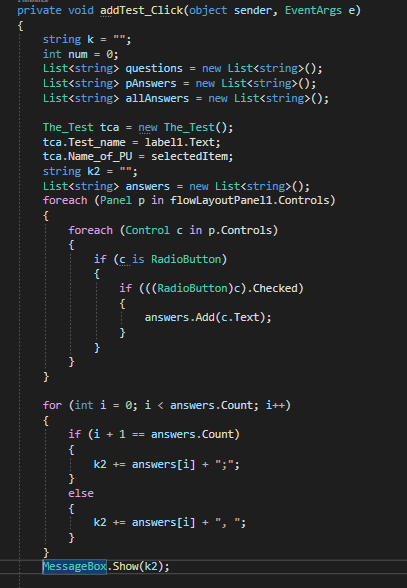 private void addTest_Click(object sender, EventArgs e)
{
string k = "";
int num = 0;
List<string> questions = new List<string>();
List<string> pAnswers = new List<string>();
List<string> allAnswers = new List<string>();
The_Test tca = new The_Test();
tca.Test_name = label1.Text;
tca.Name_of_PU = selectedItem;
string k2 = "";
List<string> answers = new List<string>();
foreach (Panel p in flowLayoutPanel1.Controls)
{
foreach (Control c in p.Controls)
{
if (c is RadioButton)
{
if (((RadioButton)c).Checked)
{
answers.Add(c.Text);
}
}
}
}
for (int i = 0; i < answers.Count; i++)
{
if (i + 1 == answers.Count)
{
k2 += answers[i] + ";";
}
else
{
k2 += answers[i] + ", ";
}
}
MessageBox.Show(k2);